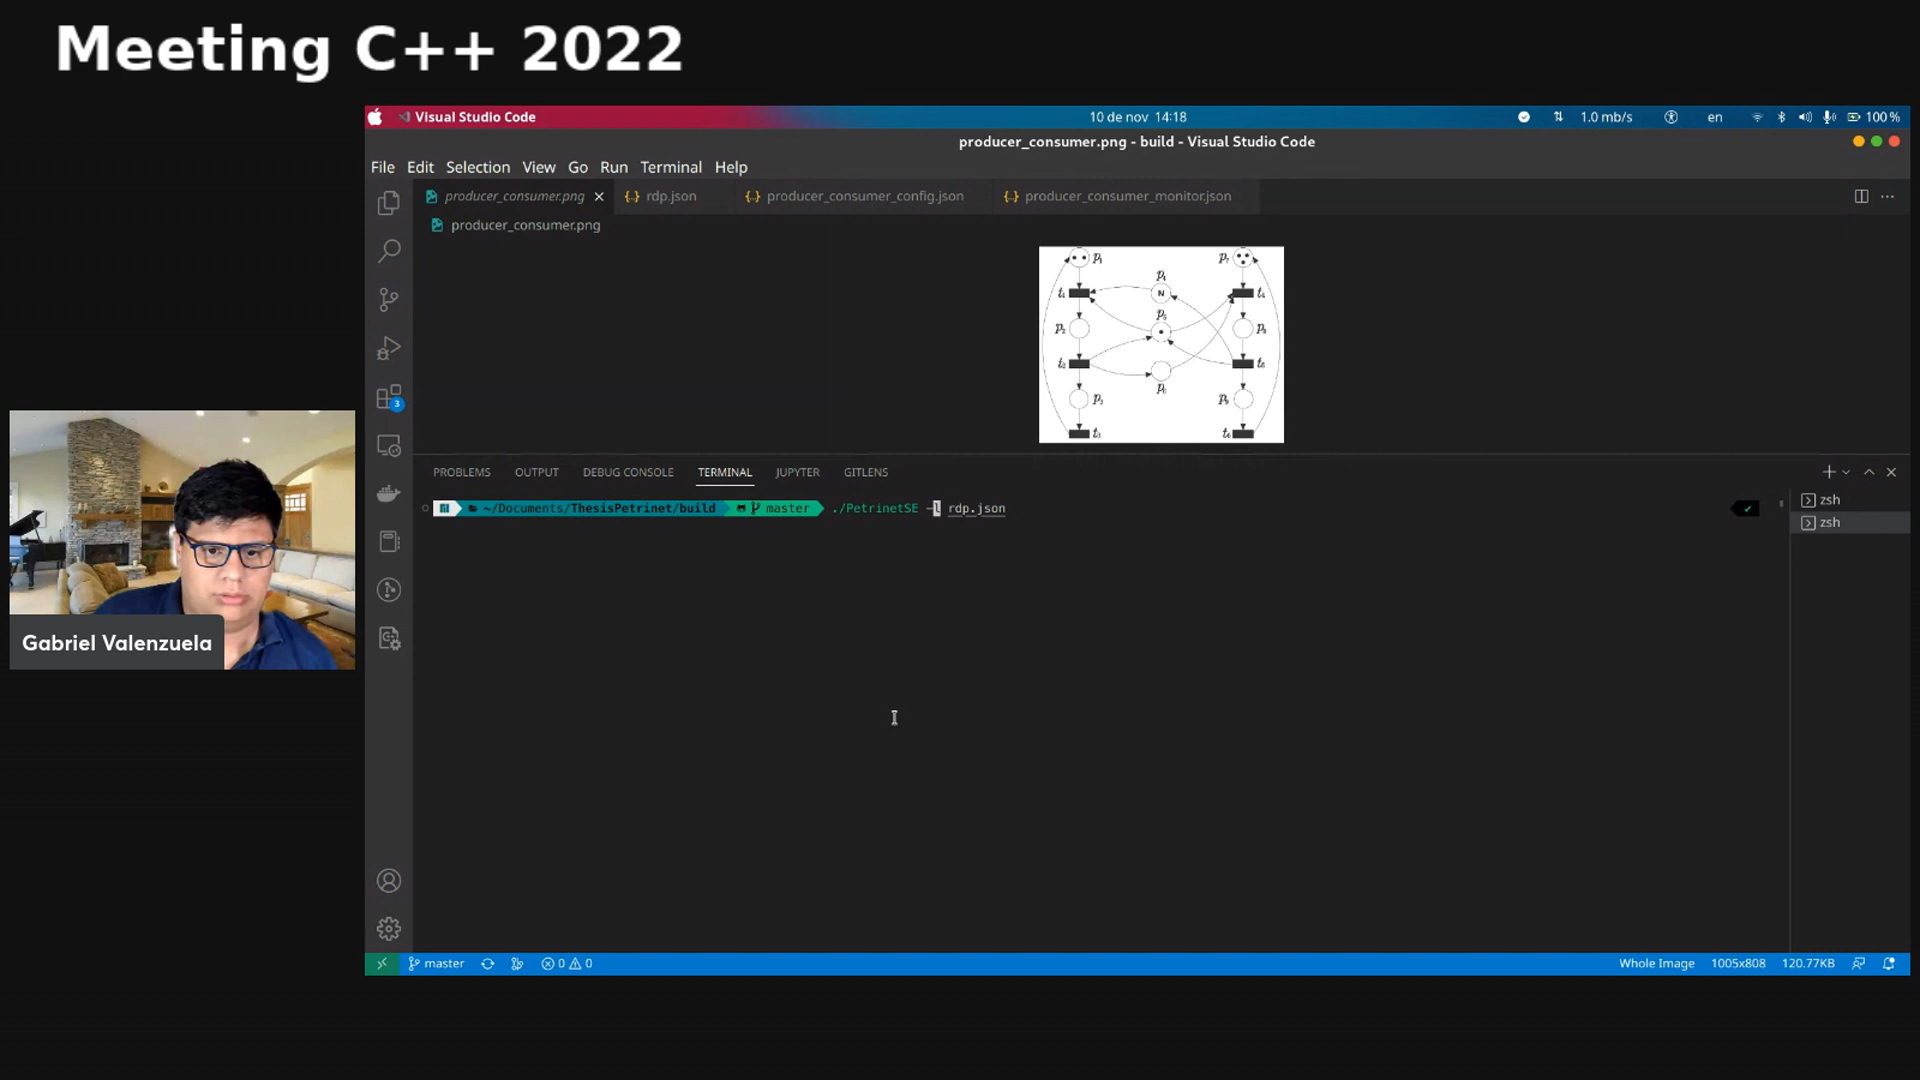 Meeting C++ 2022
Visual Studio Code
10 de nov 14:18
1.0 mb/s
en
100 %
producer_consumer.png - build - Visual Studio Code
File Edit Selection View Go Run Terminal Help
producer_consumer.png
rdp.json
producer_consumer_config.json
producer_consumer_monitor.json
producer_consumer.png
N
PROBLEMS OUTPUT DEBUG CONSOLE TERMINAL JUPYTER GITLENS
3
~/Documents/ThesisPetrinet/build master ./PetrinetSE -l rdp.json
zsh
zsh
Gabriel Valenzuela
master 0 0
Whole Image 1005x808 120.77KB